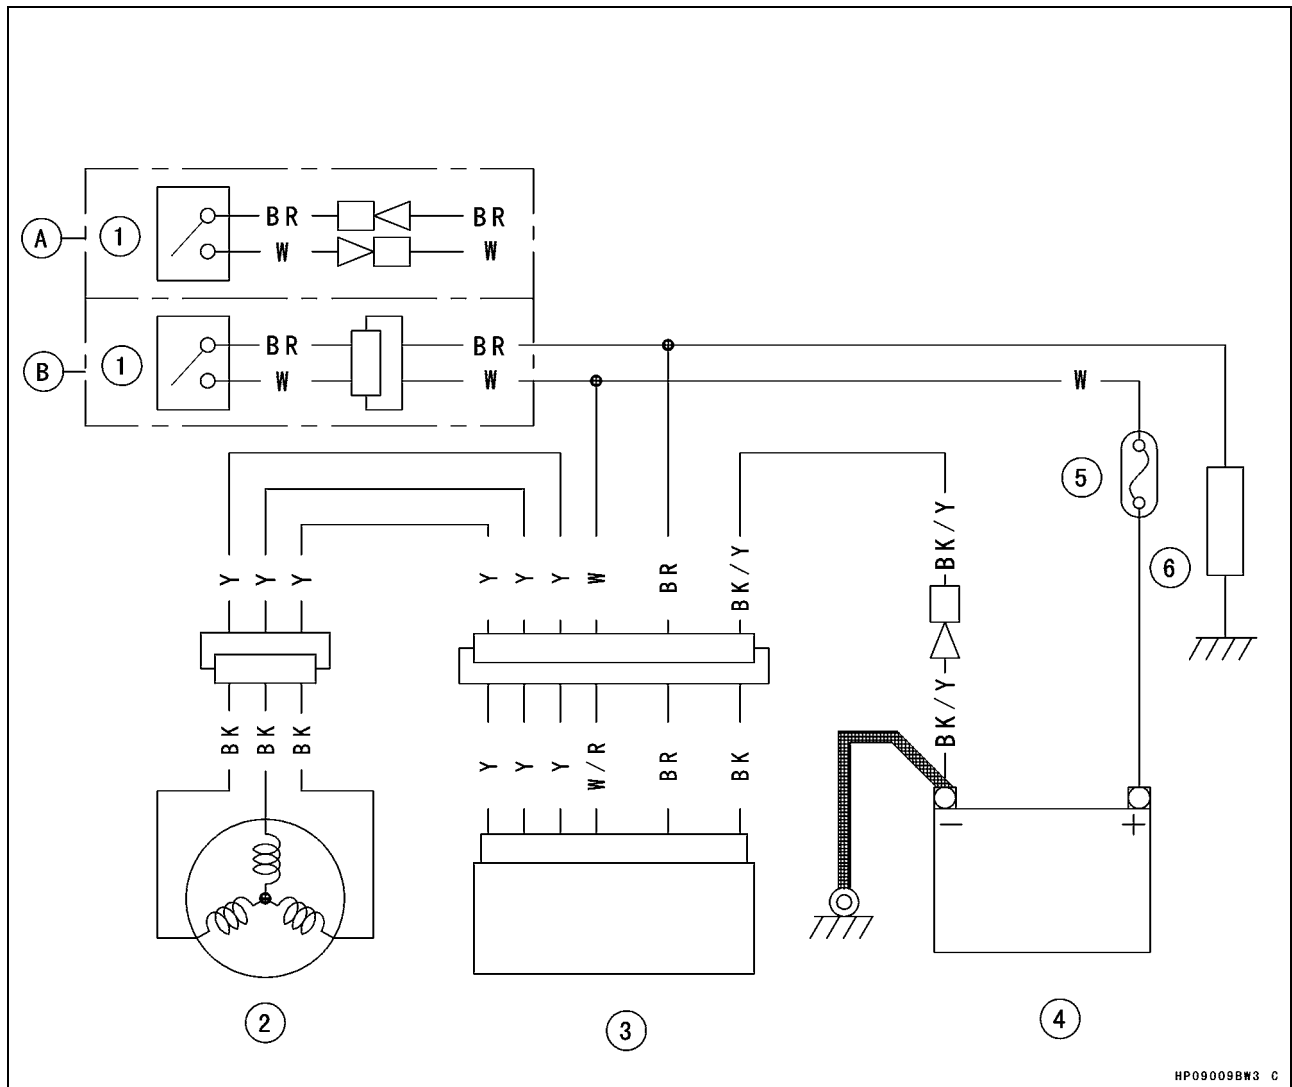 A 1 BR BR
W W
B 1 BR BR
W W W
5
BK/Y
6
Y Y Y Y Y Y W BR BK/Y
BK/Y
BK BK BK Y Y Y W/R BR BK
− +
2 3 4
HP09009BW3 C